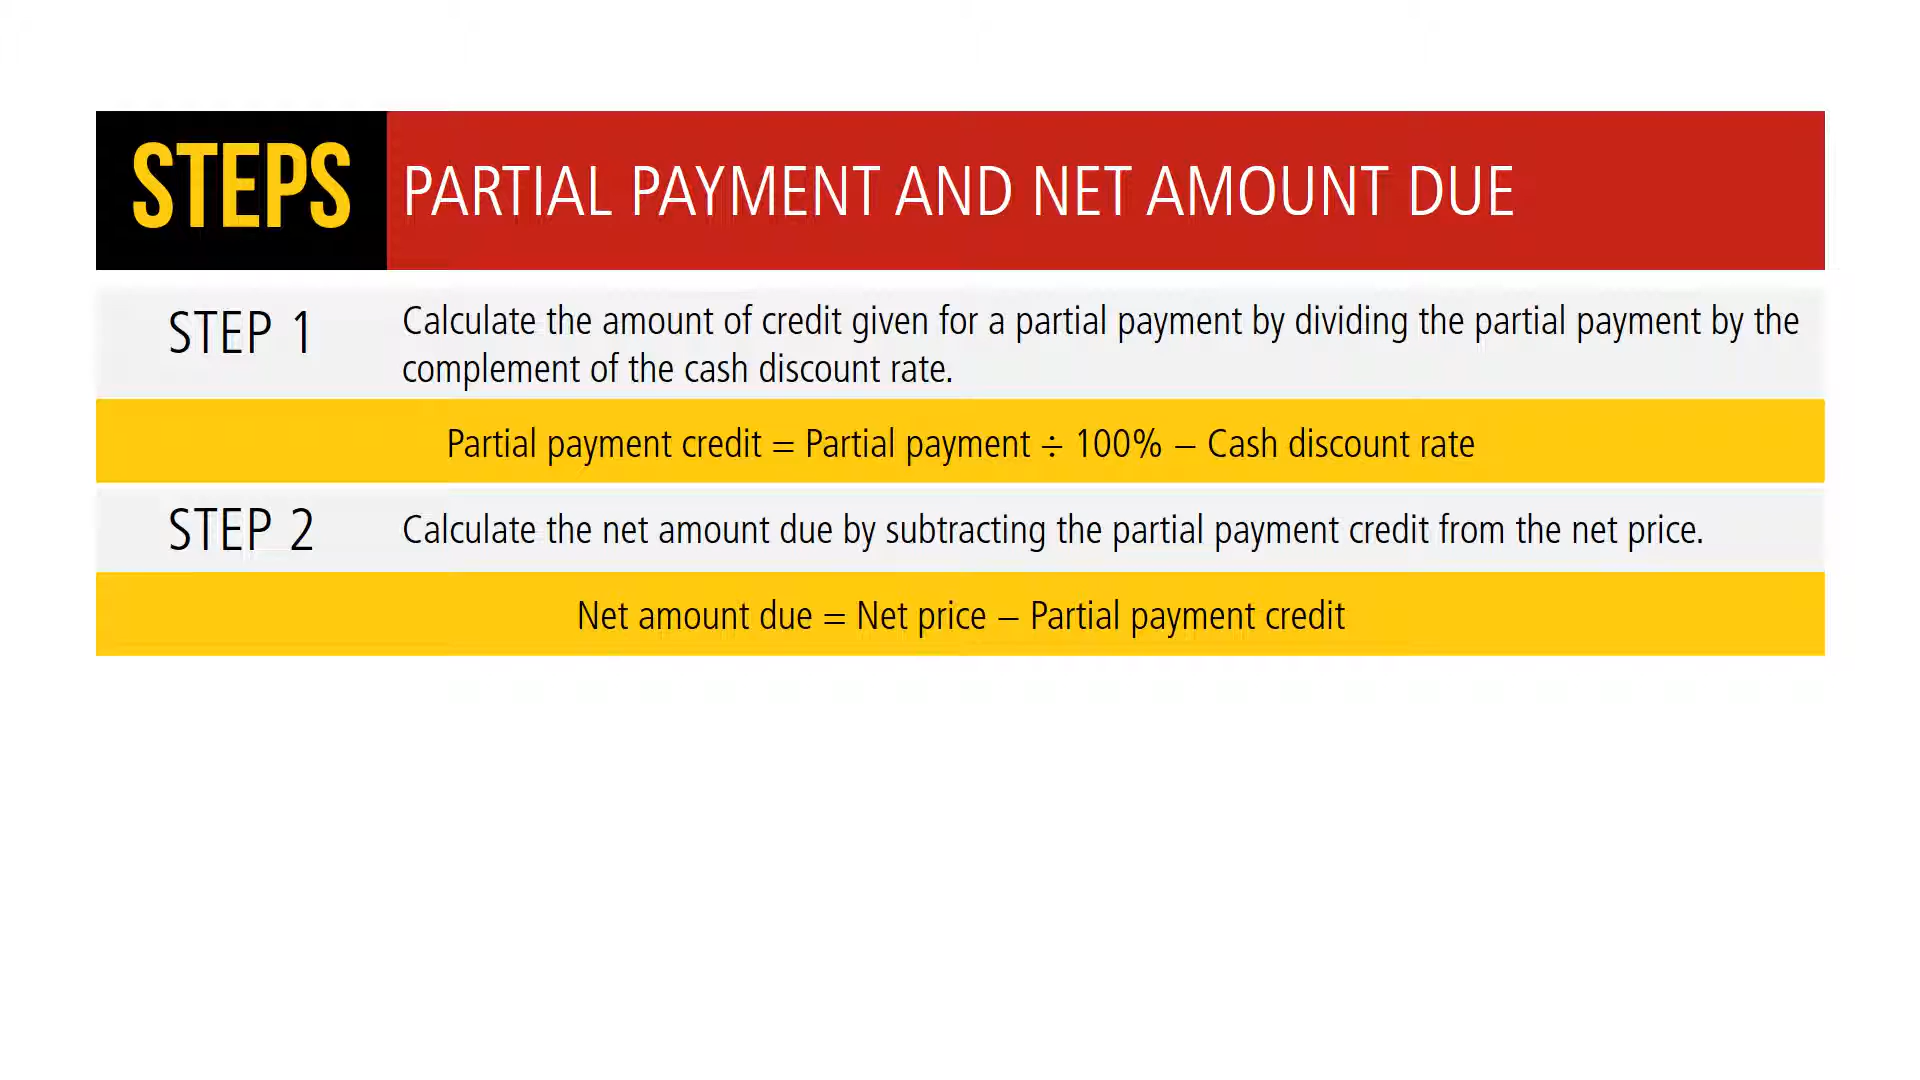 STEPS PARTIAL PAYMENT AND NET AMOUNT DUE
STEP 1 Calculate the amount of credit given for a partial payment by dividing the partial payment by the
complement of the cash discount rate.
Partial payment credit = Partial payment ÷ 100% – Cash discount rate
STEP 2 Calculate the net amount due by subtracting the partial payment credit from the net price.
Net amount due = Net price – Partial payment credit